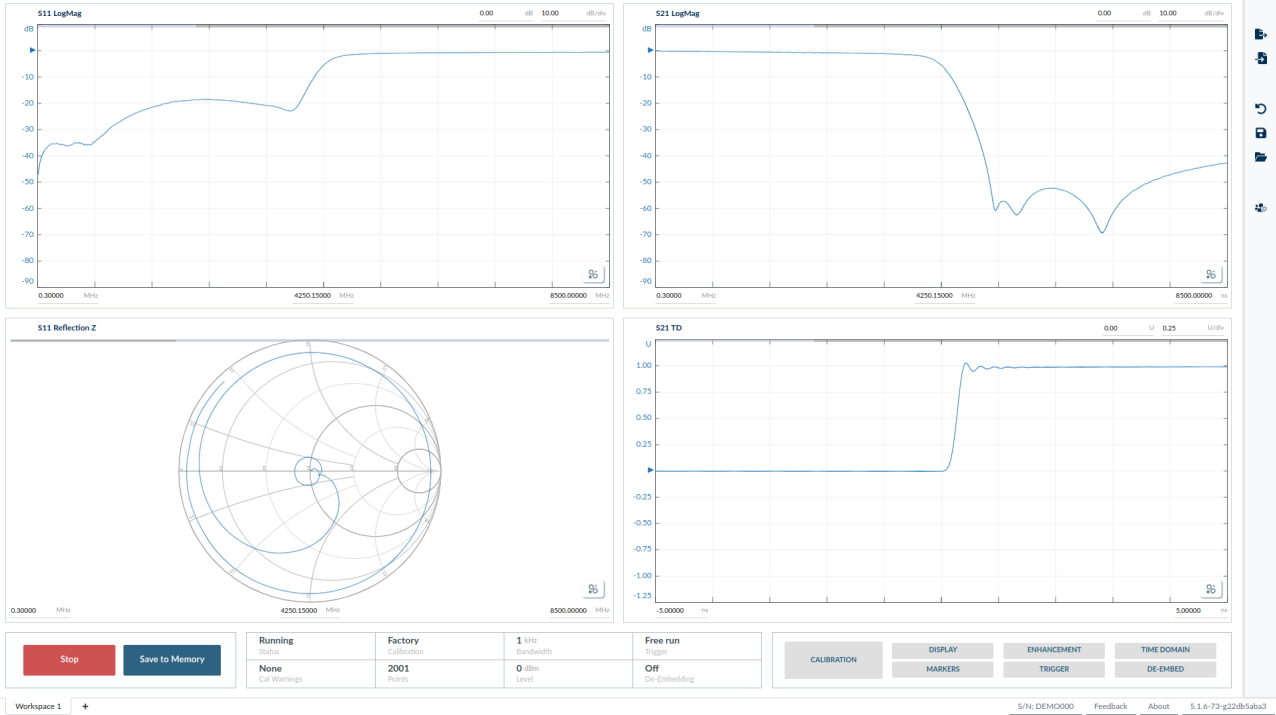 S11 LogMag 0.00 dB 10.00 dB/div
dB
-10
-20
-30
-40
-50
-60
-70
-80
-90
0.30000 MHz 4250.15000 MHz 8500.00000 MHz
S21 LogMag 0.00 dB 10.00 dB/div
dB
-10
-20
-30
-40
-50
-60
-70
-80
-90
0.30000 MHz 4250.15000 MHz 8500.00000 ns
S11 Reflection Z
0.30000 MHz 4250.15000 MHz 8500.00000 MHz
S21 TD 0.00 U 0.25 U/div
U
1.00
0.75
0.50
0.25
-0.25
-0.50
-0.75
-1.00
-1.25
-5.00000 ns 5.00000 ns
Stop Save to Memory
Running Factory 1 kHz Free run
Status Calibration Bandwidth Trigger
None 2001 0 dBm Off
Cal Warnings Points Level De-Embedding
CALIBRATION
DISPLAY ENHANCEMENT TIME DOMAIN
MARKERS TRIGGER DE-EMBED
Workspace 1 + S/N: DEMO000 Feedback About 5.1.6-73-g22db5aba3